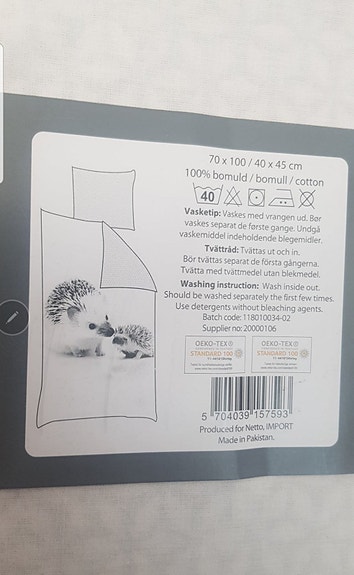 70 x 100 / 40 x 45 cm
100% bomuld / bomull / cotton
40
Vasketip: Vaskes med vrangen ud. Bør
vaskes separat de første gange. Undgå
vaskemiddel indeholdende blegemidler.
Tvättråd: Tvättas ut och in.
Bör tvättas separat de första gångerna.
Tvätta med tvättmedel utan blekmedel.
Washing instruction: Wash inside out.
Should be washed separately the first few times.
Use detergents without bleaching agents.
Batch code: 118010034-02
Supplier no: 20000106
OEKO-TEX® OEKO-TEX®
STANDARD 100 STANDARD 100
5 704039 157593
Produced for Netto, IMPORT
Made in Pakistan.